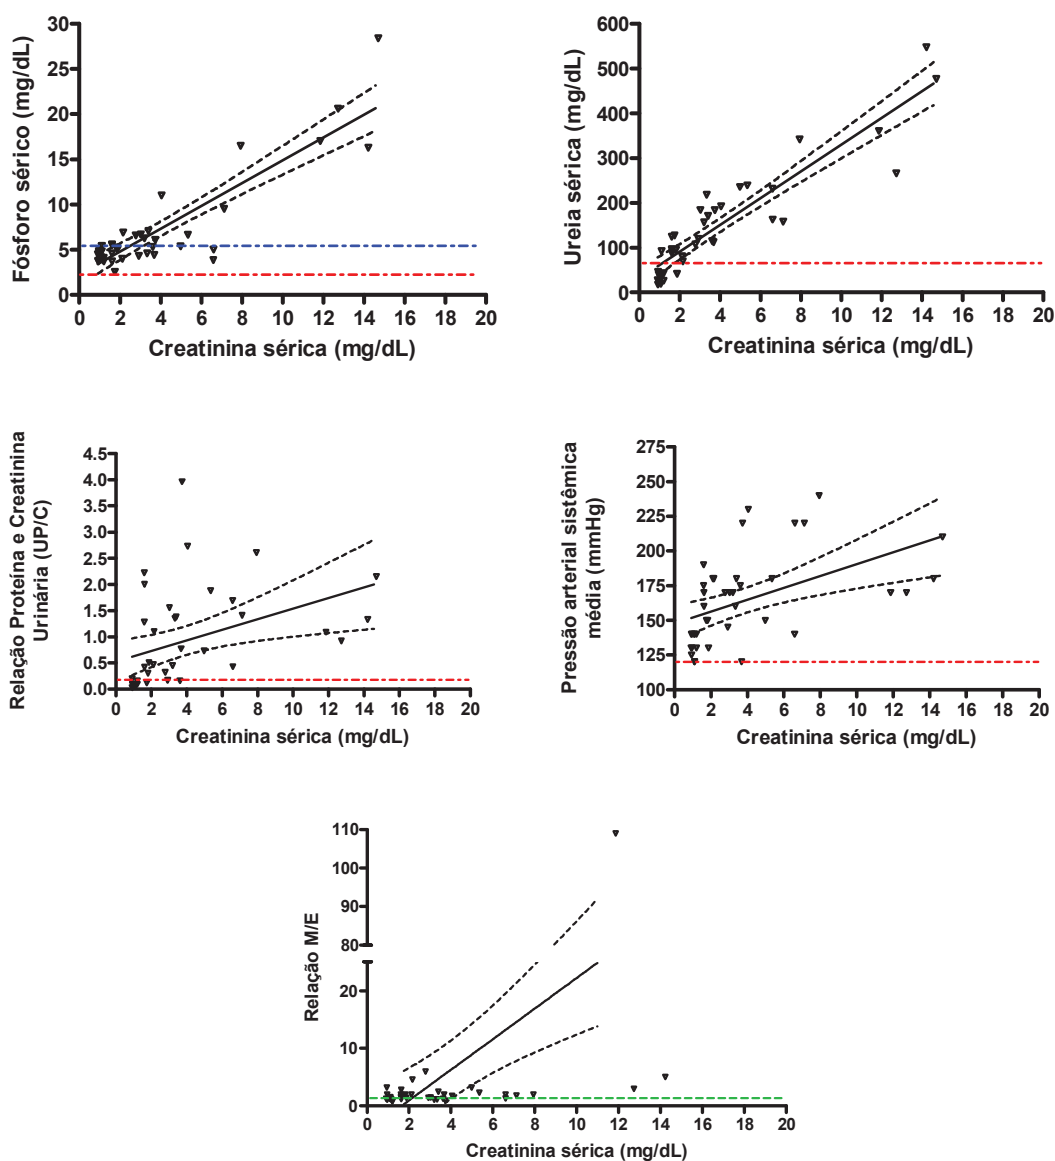 Fósforo sérico (mg/dL)
30
25
20
15
10
5
0
0 2 4 6 8 10 12 14 16 18 20
Creatinina sérica (mg/dL)
Ureia sérica (mg/dL)
600
500
400
300
200
100
0
0 2 4 6 8 10 12 14 16 18 20
Creatinina sérica (mg/dL)
Relação Proteína e Creatinina
Urinária (UP/C)
4.5
4.0
3.5
3.0
2.5
2.0
1.5
1.0
0.5
0.0
0 2 4 6 8 10 12 14 16 18 20
Creatinina sérica (mg/dL)
Pressão arterial sistêmica
média (mmHg)
275
250
225
200
175
150
125
100
0 2 4 6 8 10 12 14 16 18 20
Creatinina sérica (mg/dL)
Relação M/E
110
100
90
80
20
10
0
0 2 4 6 8 10 12 14 16 18 20
Creatinina sérica (mg/dL)